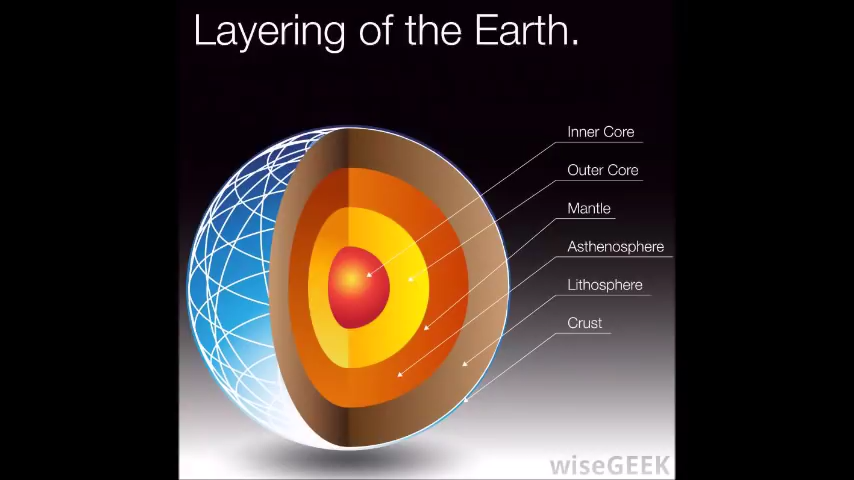 Layering of the Earth.
Inner Core
Outer Core
Mantle
Asthenosphere
Lithosphere
Crust
wiseGEEK